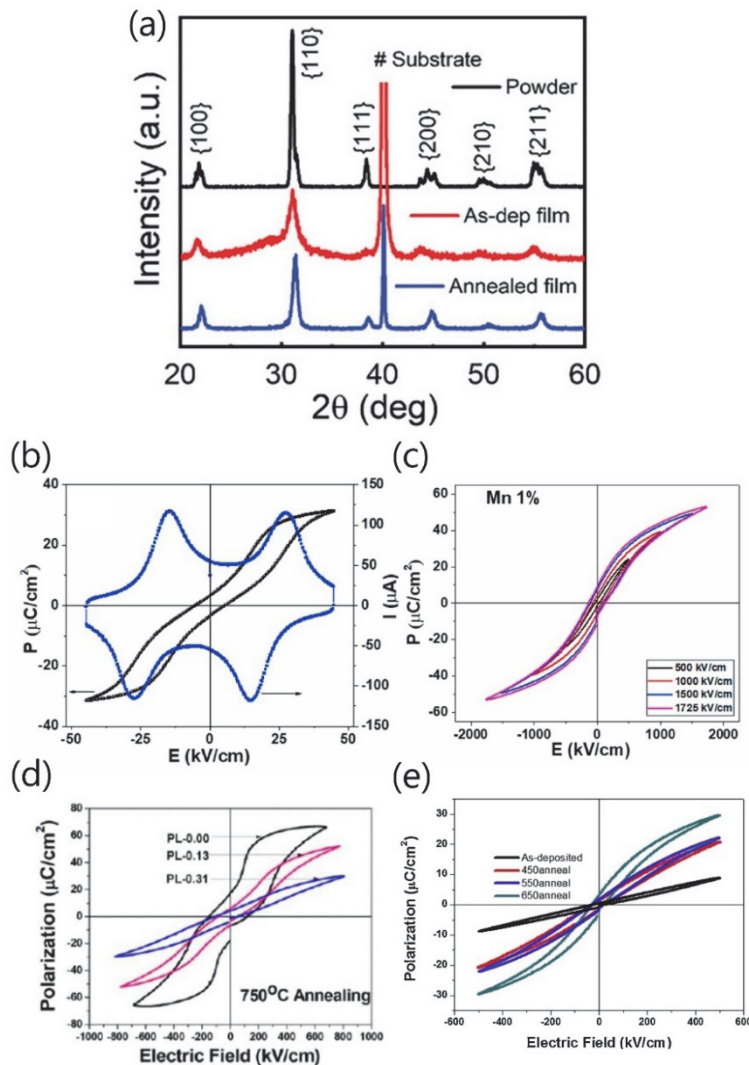 (a)
Intensity (a.u.)
{100}
{110}
{111}
{200}
{210}
{211}
# Substrate
Powder
As-dep film
Annealed film
20 30 40 50 60
2θ (deg)
(b)
P (μC/cm²)
40
20
0
-20
-40
150
100
50
0
-50
-100
-150
I (μA)
-50 -25 0 25 50
E (kV/cm)
(c)
Mn 1%
P (μC/cm²)
60
40
20
0
-20
-40
-60
500 kV/cm
1000 kV/cm
1500 kV/cm
1725 kV/cm
-2000 -1000 0 1000 2000
E (kV/cm)
(d)
Polarization (μC/cm²)
80
60
40
20
0
-20
-40
-60
-80
PL-0.00
PL-0.13
PL-0.31
750°C Annealing
-1000 -800 -600 -400 -200 0 200 400 600 800 1000
Electric Field (kV/cm)
(e)
Polarization (μC/cm²)
30
20
10
0
-10
-20
-30
As-deposited
450anneal
550anneal
650anneal
-600 -400 -200 0 200 400 600
Electric Field (kV/cm)